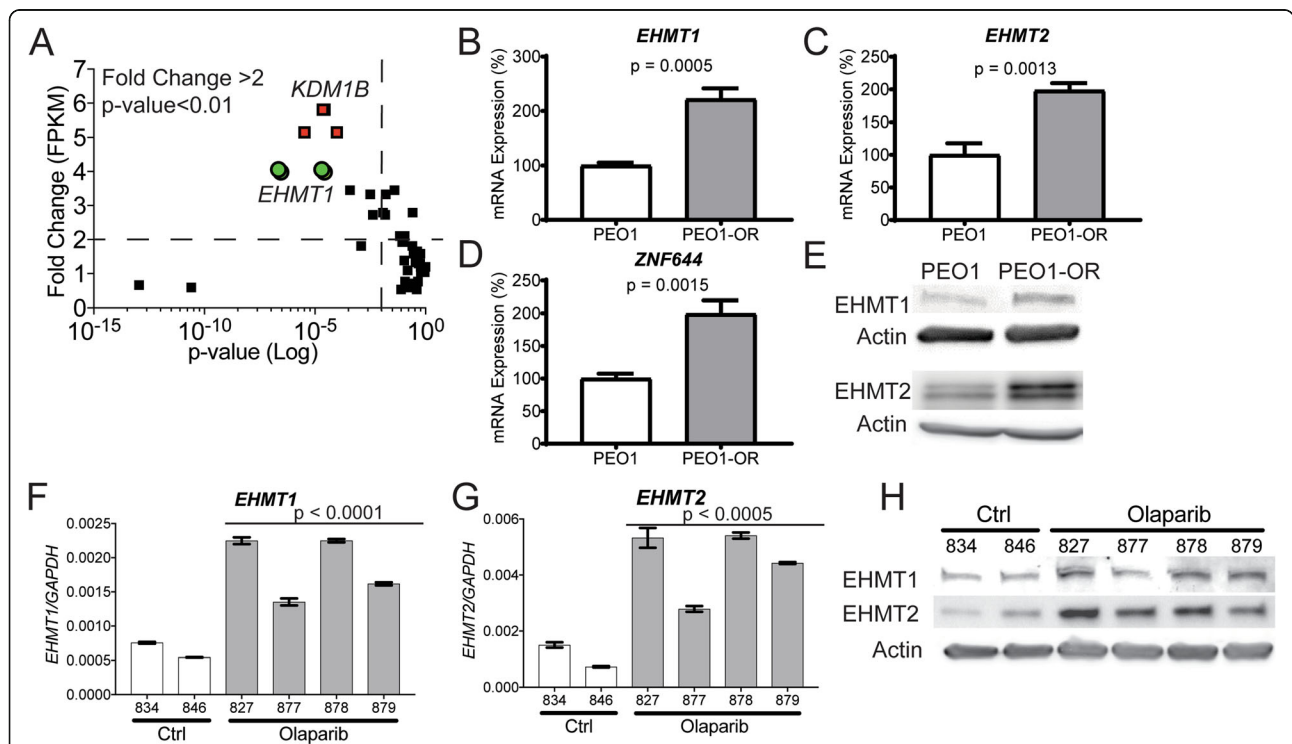 A
Fold Change >2
p-value<0.01
KDM1B
EHMT1
Fold Change (FPKM)
7
6
5
4
3
2
1
0
10-15
10-10
10-5
100
p-value (Log)
B
EHMT1
p = 0.0005
mRNA Expression (%)
300
200
100
0
PEO1
PEO1-OR
C
EHMT2
p = 0.0013
mRNA Expression (%)
250
200
150
100
50
0
PEO1
PEO1-OR
D
ZNF644
p = 0.0015
mRNA Expression (%)
250
200
150
100
50
0
PEO1
PEO1-OR
E
PEO1 PEO1-OR
EHMT1
Actin
EHMT2
Actin
F
EHMT1
p < 0.0001
EHMT1/GAPDH
0.0025
0.0020
0.0015
0.0010
0.0005
0.0000
834 846 827 877 878 879
Ctrl Olaparib
G
EHMT2
p < 0.0005
EHMT2/GAPDH
0.006
0.004
0.002
0.000
834 846 827 877 878 879
Ctrl Olaparib
H
Ctrl Olaparib
834 846 827 877 878 879
EHMT1
EHMT2
Actin